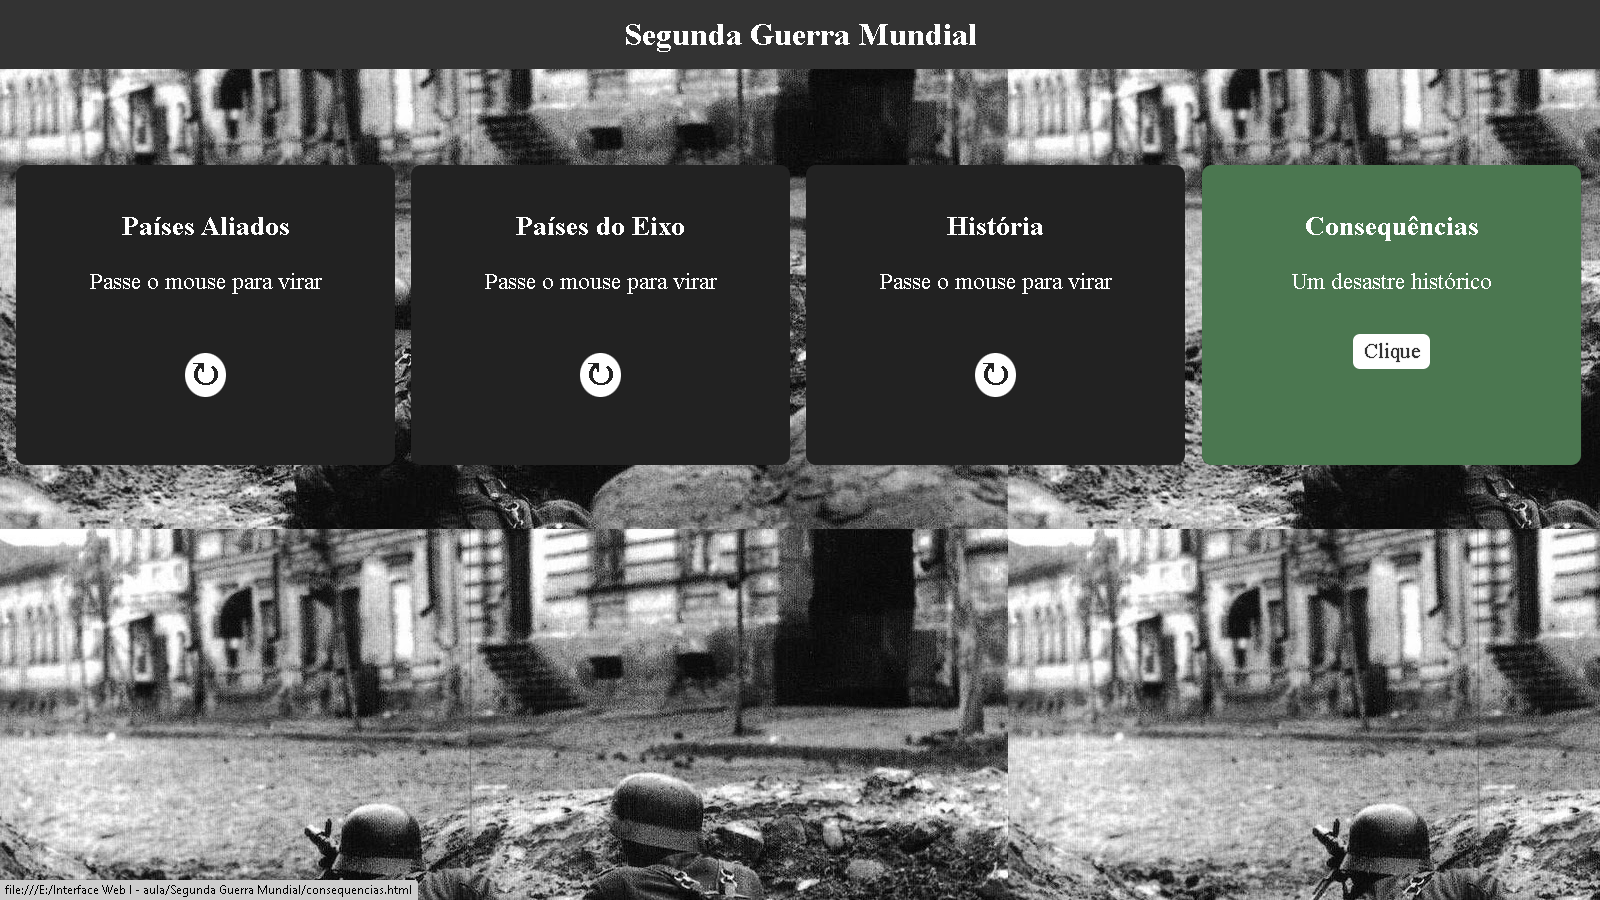 Segunda Guerra Mundial
Países Aliados
Passe o mouse para virar
↻
Países do Eixo
Passe o mouse para virar
↻
História
Passe o mouse para virar
↻
Consequências
Um desastre histórico
Clique
file:///E:/Interface Web I - aula/Segunda Guerra Mundial/consequencias.html